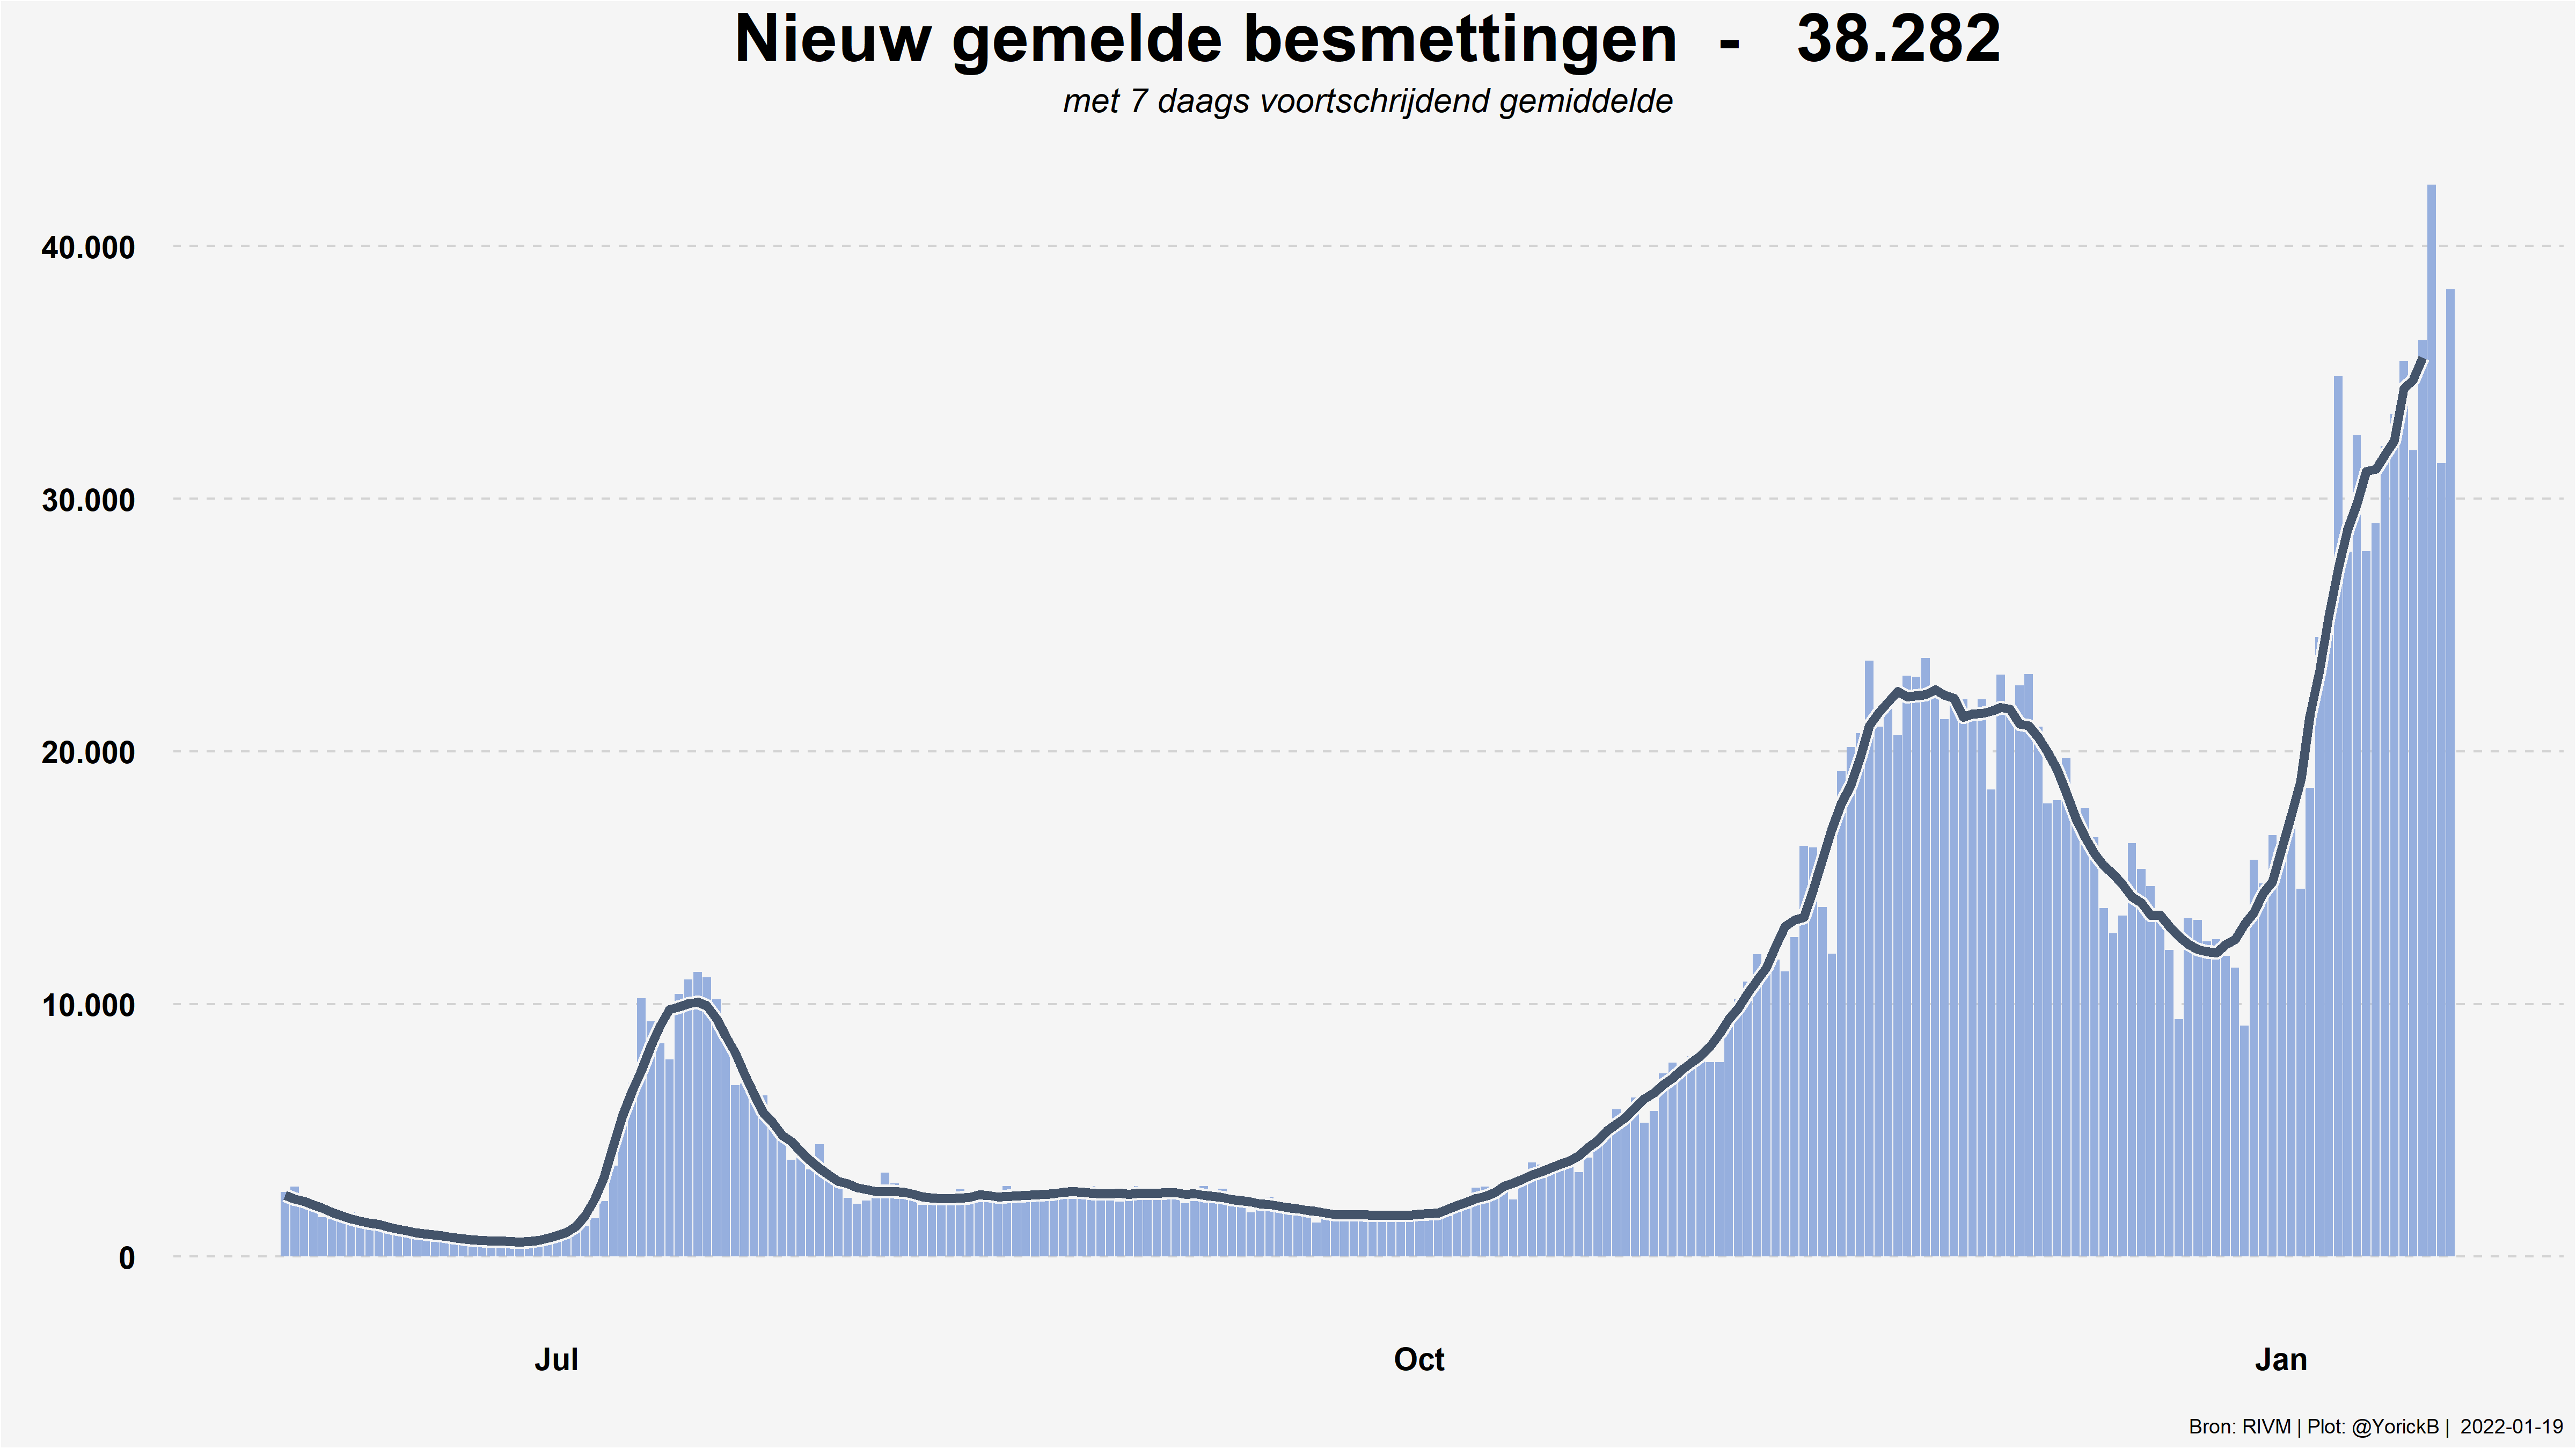 Nieuw gemelde besmettingen - 38.282
met 7 daags voortschrijdend gemiddelde
40.000
30.000
20.000
10.000
0
Jul Oct Jan
Bron: RIVM | Plot: @YorickB | 2022-01-19